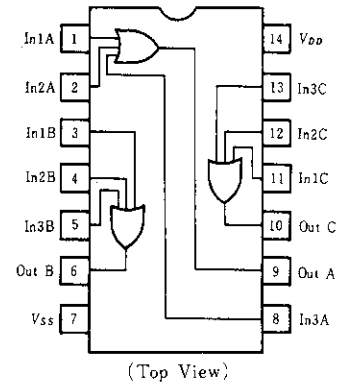 In1A 1
In2A 2
In1B 3
In2B 4
In3B 5
Out B 6
Vss 7
14 VDD
13 In3C
12 In2C
11 In1C
10 Out C
9 Out A
8 In3A
(Top View)